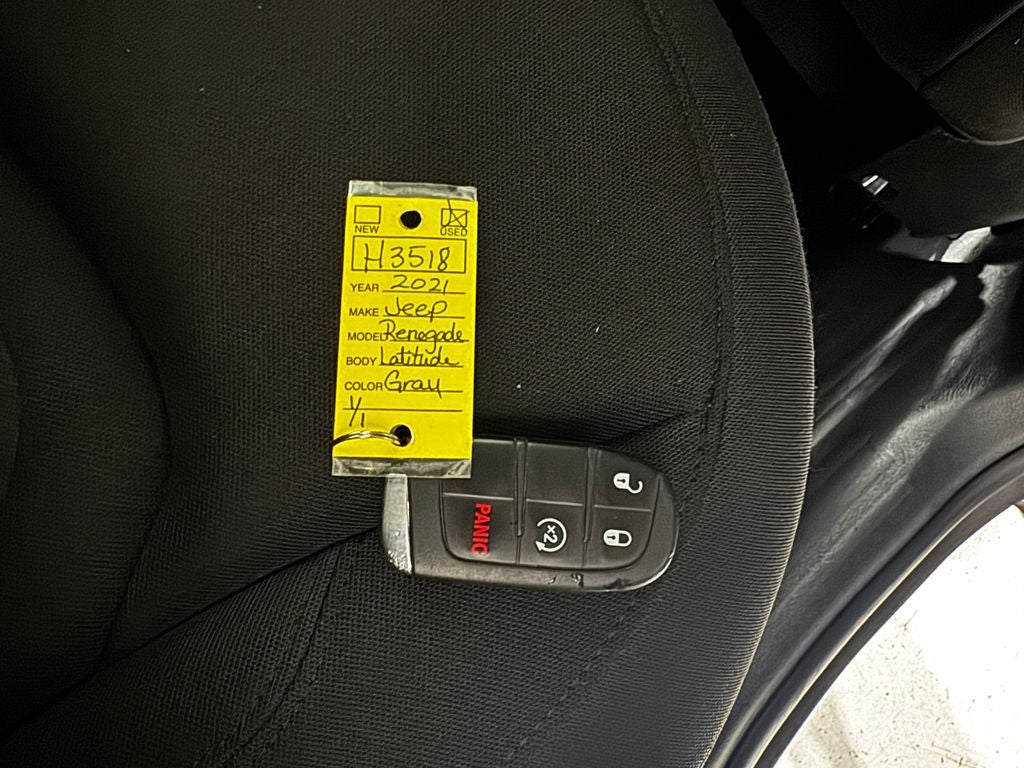 NEW USED
H3518
YEAR 2021
MAKE Jeep
MODEL Renegade
BODY Latitude
COLOR Gray
1/1
PANIC
x2